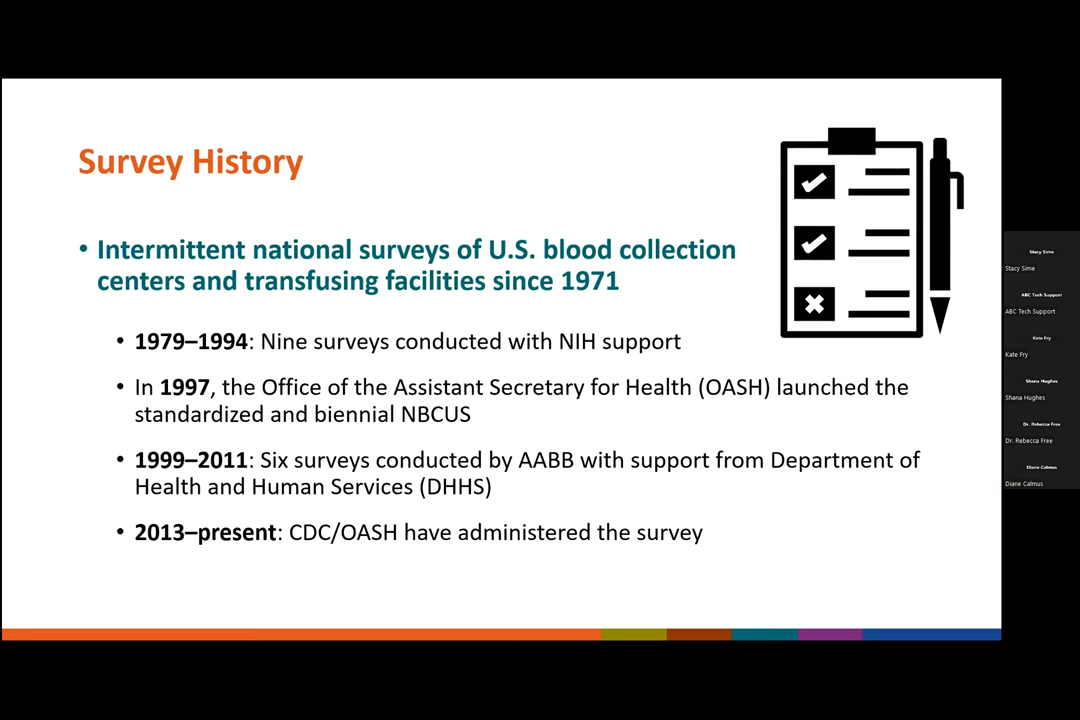 Survey History
• Intermittent national surveys of U.S. blood collection
centers and transfusing facilities since 1971
• 1979–1994: Nine surveys conducted with NIH support
• In 1997, the Office of the Assistant Secretary for Health (OASH) launched the
standardized and biennial NBCUS
• 1999–2011: Six surveys conducted by AABB with support from Department of
Health and Human Services (DHHS)
• 2013–present: CDC/OASH have administered the survey
Stacy Sime
Stacy Sime
ABC Tech Support
ABC Tech Support
Kate Fry
Kate Fry
Shana Hughes
Shana Hughes
Dr. Rebecca Free
Dr. Rebecca Free
Diane Calmus
Diane Calmus